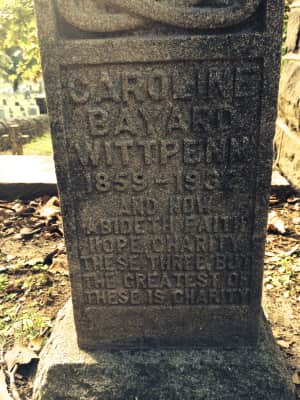 CAROLINE
BAYARD
WITTPENN
1859-1932
AND NOW
ABIDETH FAITH
HOPE, CHARITY
THESE THREE, BUT
THE GREATEST OF
THESE IS CHARITY